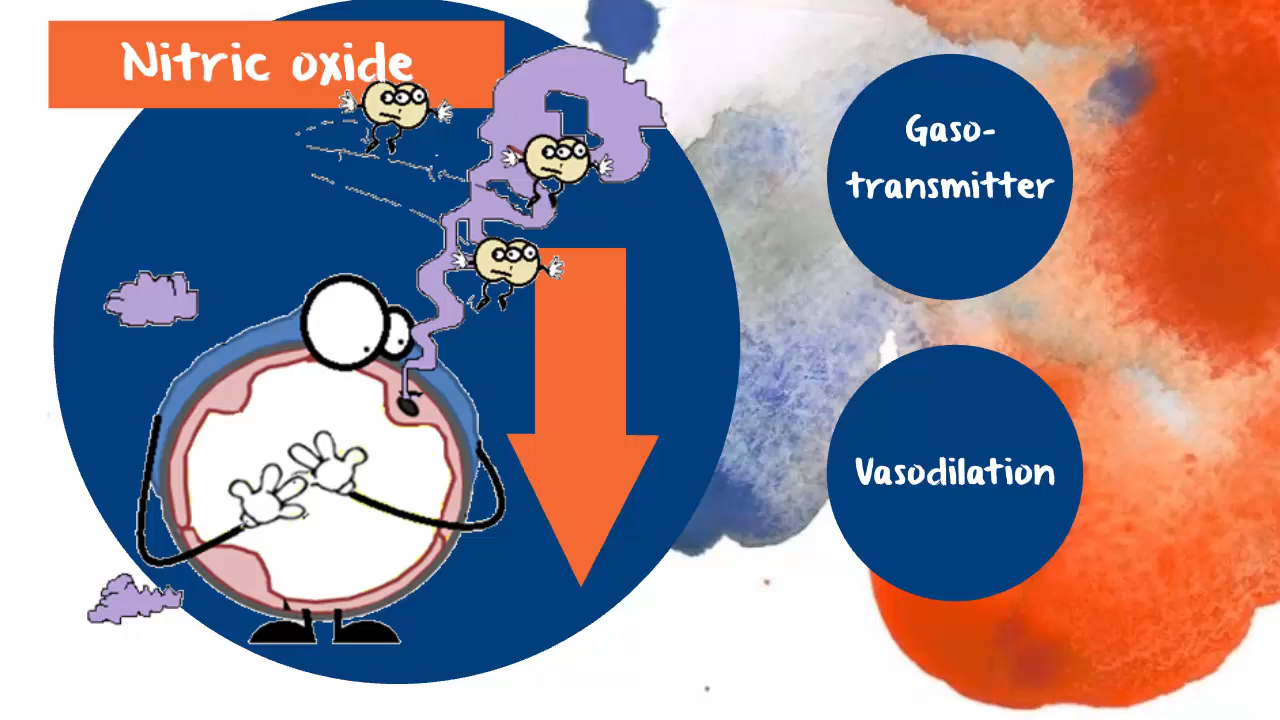 Nitric oxide
Gaso-
transmitter
Vasodilation